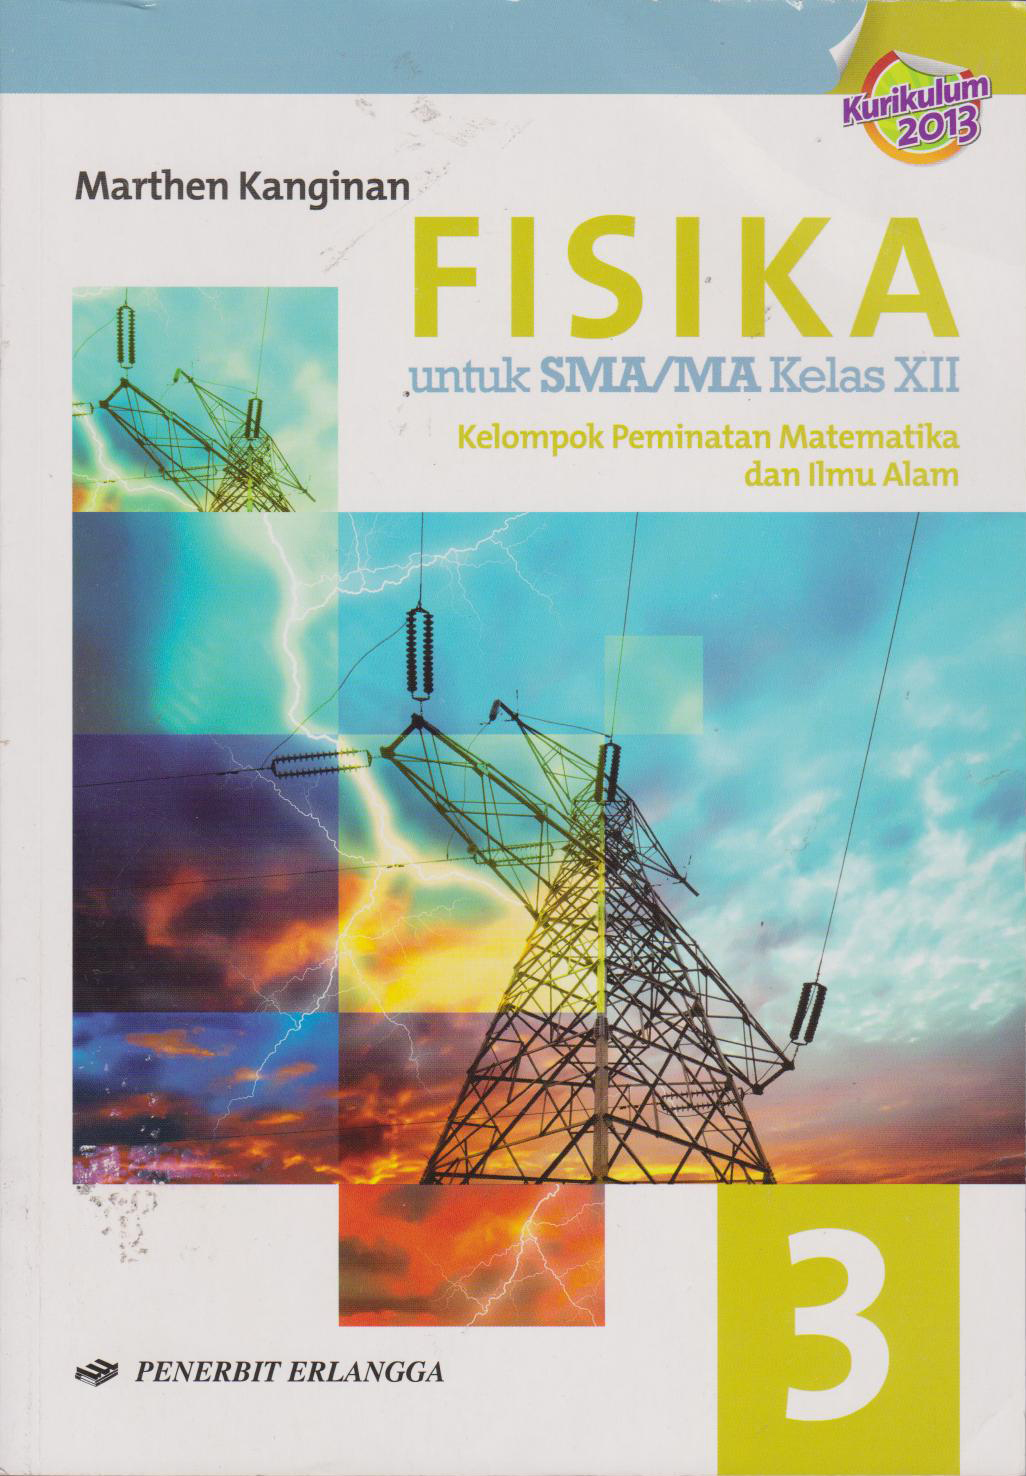 Kurikulum
2013
Marthen Kanginan
FISIKA
untuk SMA/MA Kelas XII
Kelompok Peminatan Matematika
dan Ilmu Alam
3
PENERBIT ERLANGGA